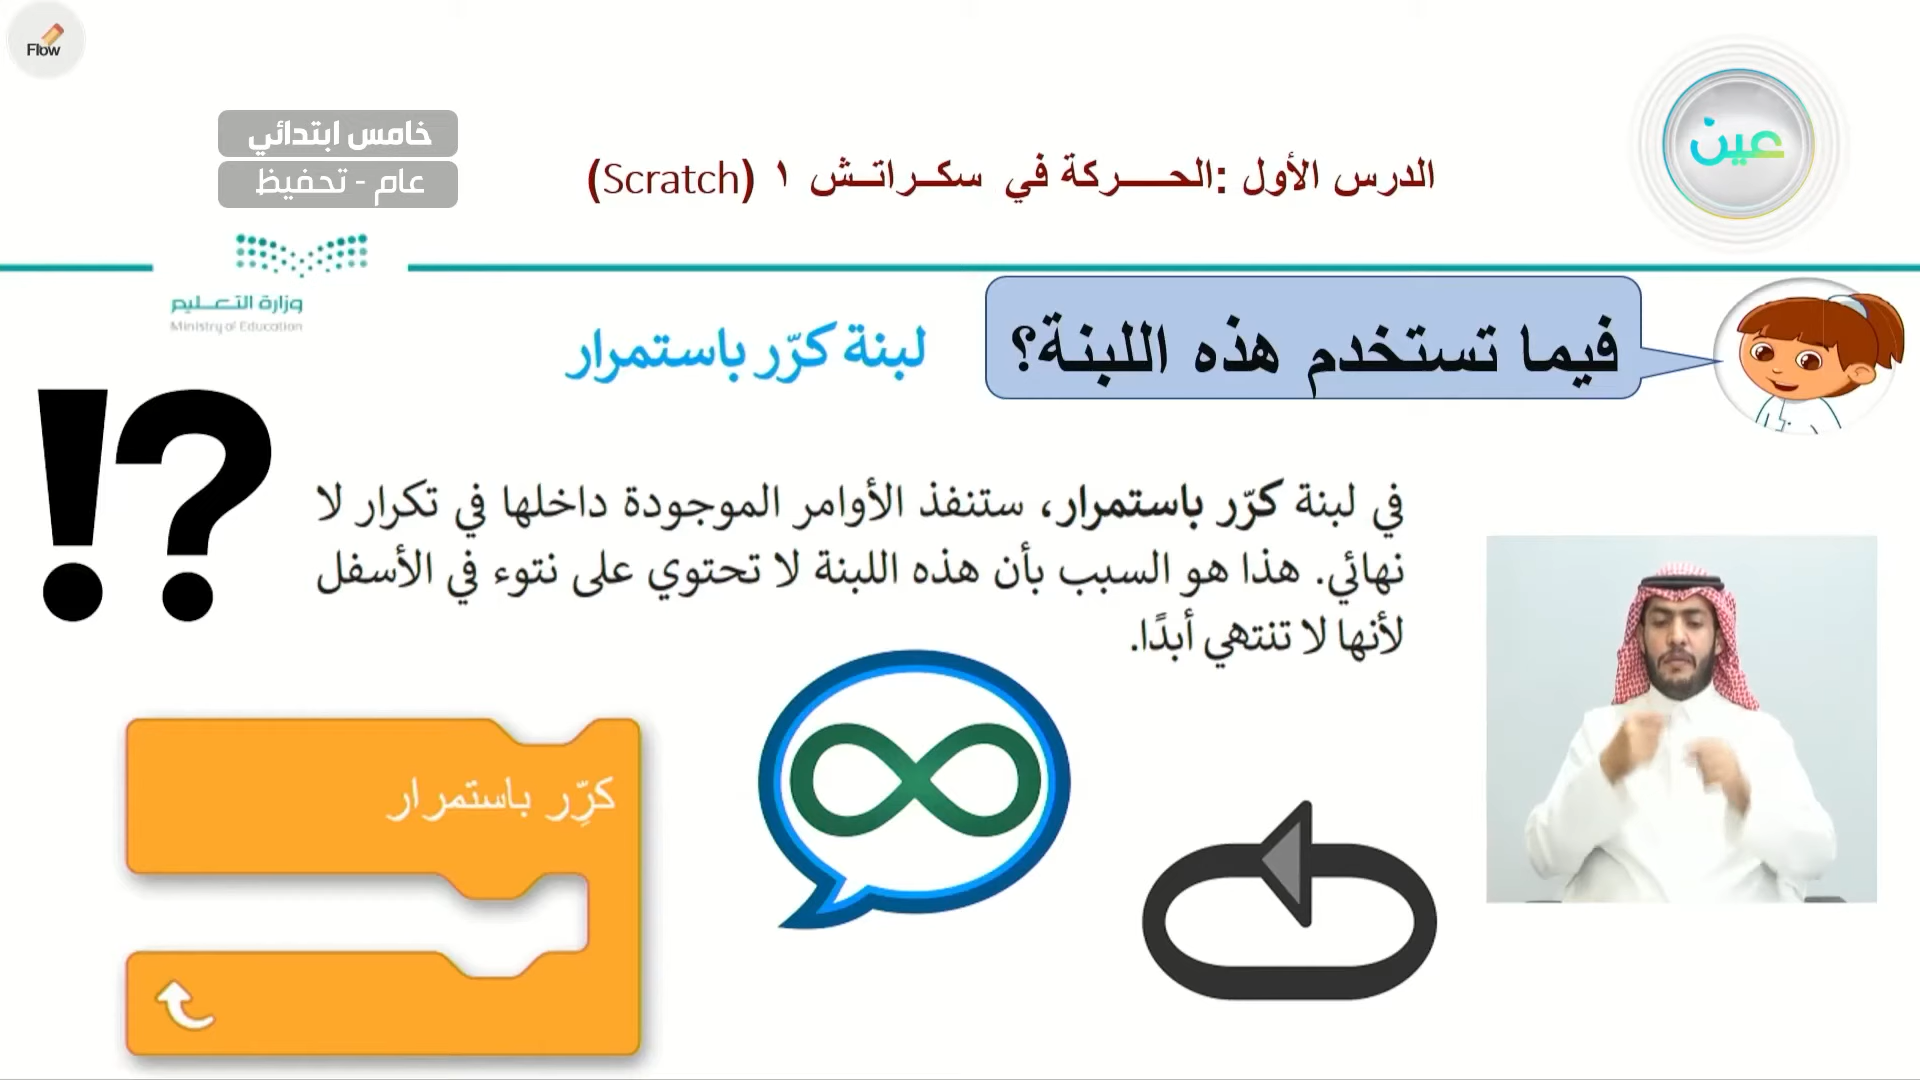 Flow
عين
خامس ابتدائي
عام - تحفيظ
الدرس الأول :الحـــركة في سكـراتـش ١ (Scratch)
وزارة التعـليم
Ministry of Education
فيما تستخدم هذه اللبنة؟
لبنة كرّر باستمرار
!?
في لبنة كرّر باستمرار، ستنفذ الأوامر الموجودة داخلها في تكرار لا
نهائي. هذا هو السبب بأن هذه اللبنة لا تحتوي على نتوء في الأسفل
لأنها لا تنتهي أبدًا.
كرِّر باستمرار